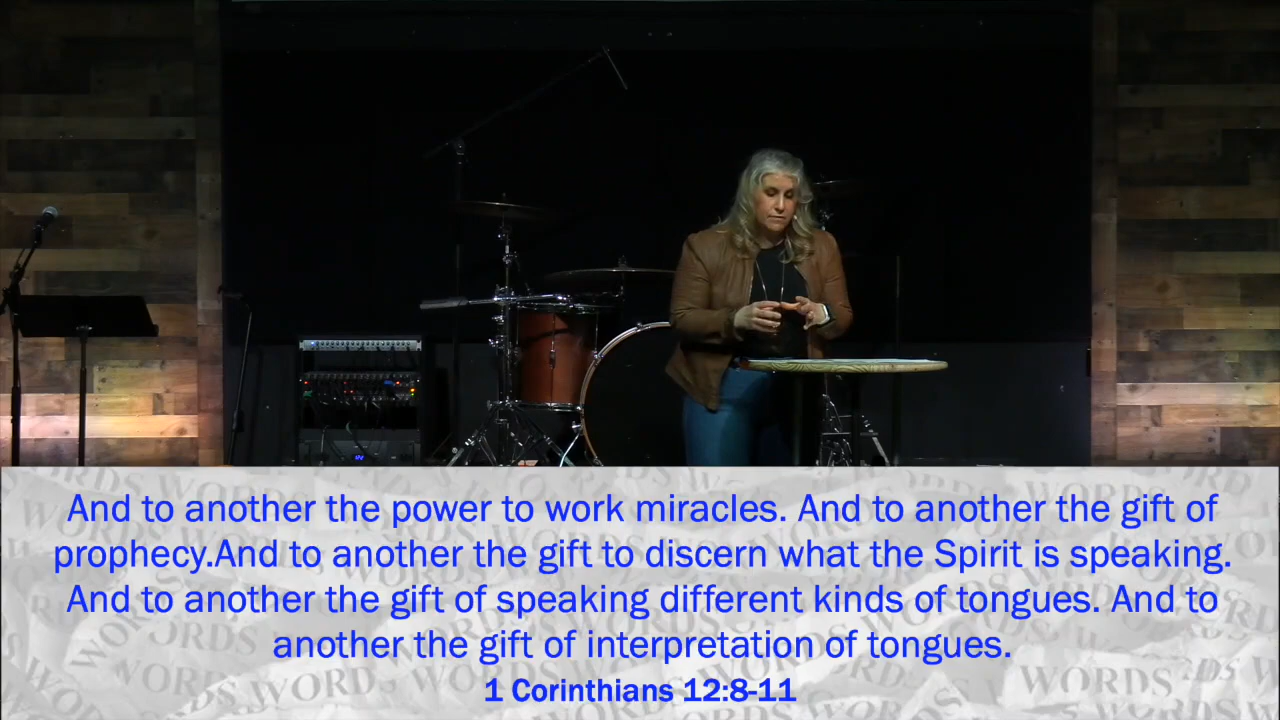 And to another the power to work miracles. And to another the gift of
prophecy.And to another the gift to discern what the Spirit is speaking.
And to another the gift of speaking different kinds of tongues. And to
another the gift of interpretation of tongues.
1 Corinthians 12:8-11
WORDS